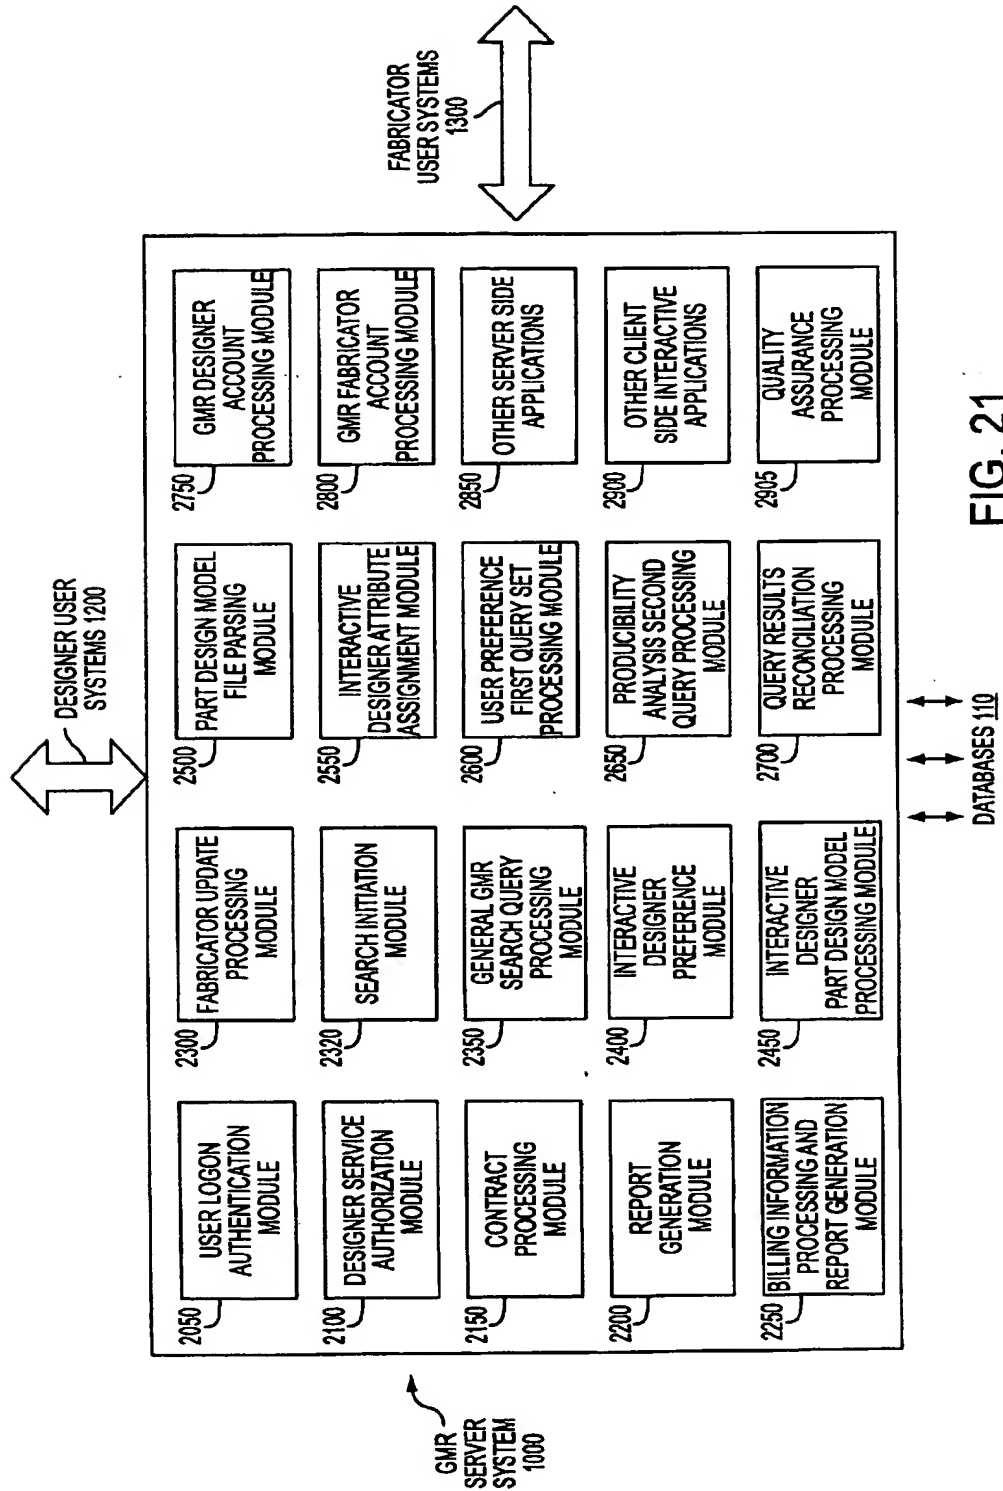 DESIGNER USER
SYSTEMS 1200
FABRICATOR
USER SYSTEMS
1300
GMR
SERVER
SYSTEM
1000
2050
USER LOGON
AUTHENTICATION
MODULE
2100
DESIGNER SERVICE
AUTHORIZATION
MODULE
2150
CONTRACT
PROCESSING
MODULE
2200
REPORT
GENERATION
MODULE
2250
BILLING INFORMATION
PROCESSING AND
REPORT GENERATION
MODULE
2300
FABRICATOR UPDATE
PROCESSING
MODULE
2320
SEARCH INITIATION
MODULE
2350
GENERAL GMR
SEARCH QUERY
PROCESSING
MODULE
2400
INTERACTIVE
DESIGNER
PREFERENCE
MODULE
2450
INTERACTIVE
DESIGNER
PART DESIGN MODEL
PROCESSING MODULE
2500
PART DESIGN MODEL
FILE PARSING
MODULE
2550
INTERACTIVE
DESIGNER ATTRIBUTE
ASSIGNMENT MODULE
2600
USER PREFERENCE
FIRST QUERY SET
PROCESSING MODULE
2650
PRODUCIBILITY
ANALYSIS SECOND
QUERY PROCESSING
MODULE
2700
QUERY RESULTS
RECONCILIATION
PROCESSING
MODULE
2750
GMR DESIGNER
ACCOUNT
PROCESSING MODULE
2800
GMR FABRICATOR
ACCOUNT
PROCESSING MODULE
2850
OTHER SERVER SIDE
APPLICATIONS
2900
OTHER CLIENT
SIDE INTERACTIVE
APPLICATIONS
2905
QUALITY
ASSURANCE
PROCESSING
MODULE
DATABASES 110
FIG. 21